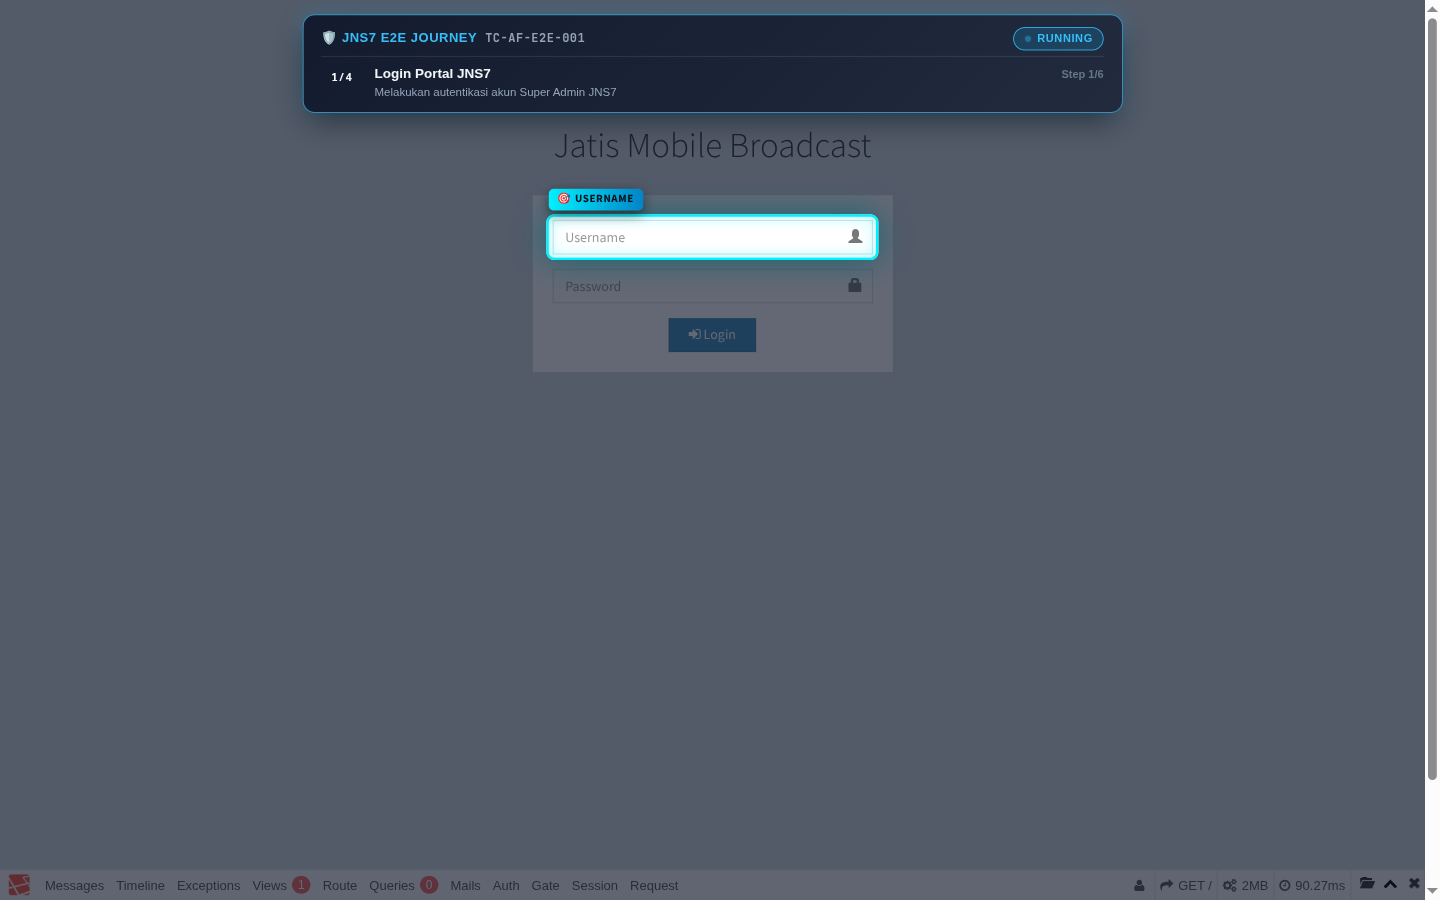 JNS7 E2E JOURNEY TC-AF-E2E-001 RUNNING
1/4 Login Portal JNS7 Step 1/6
Melakukan autentikasi akun Super Admin JNS7
Jatis Mobile Broadcast
USERNAME
Username
Password
Login
Messages Timeline Exceptions Views 1 Route Queries 0 Mails Auth Gate Session Request GET / 2MB 90.27ms